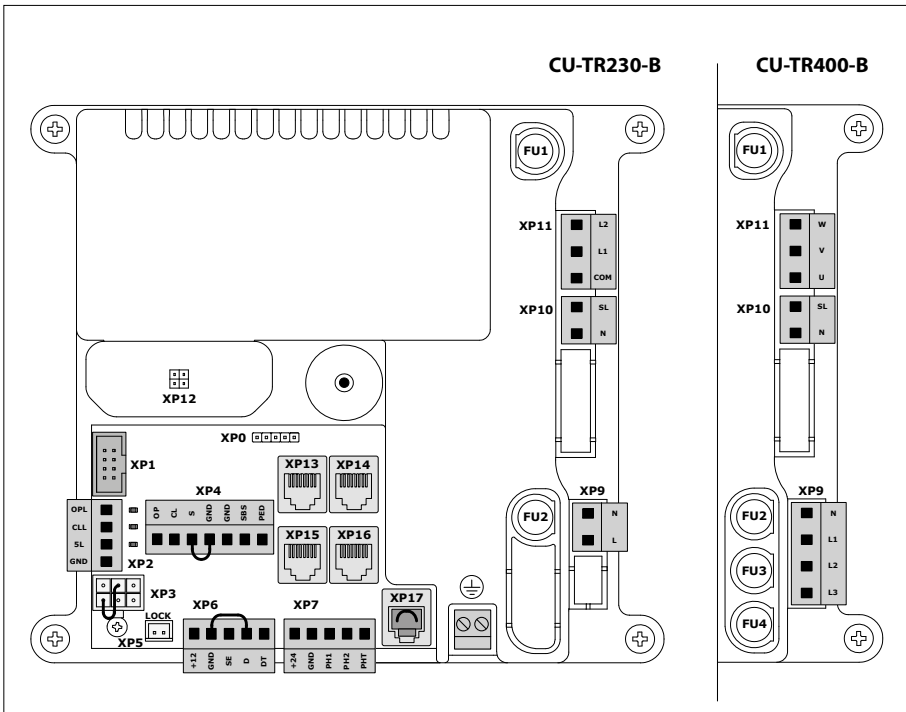 CU-TR230-B
CU-TR400-B
FU1
XP11
L2
L1
COM
XP10
SL
N
XP12
XP0
XP1
OPL
CLL
SL
GND
XP2
XP4
OP
CL
S
GND
GND
SBS
PED
XP13
XP14
XP15
XP16
FU2
XP9
N
L
XP3
XP5
LOCK
XP6
+12
GND
SE
D
DT
XP7
+24
GND
PH1
PH2
PHT
XP17
FU1
XP11
W
V
U
XP10
SL
N
FU2
FU3
FU4
XP9
N
L1
L2
L3